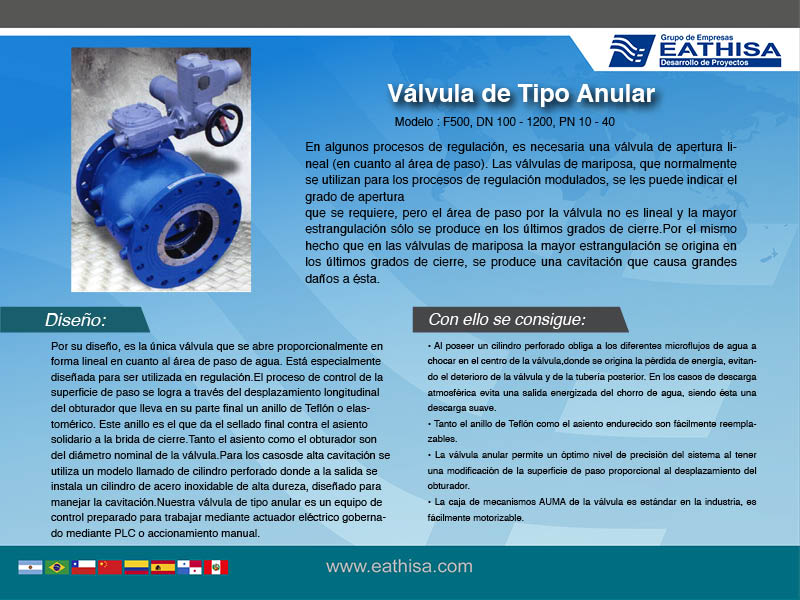 Grupo de Empresas
EATHISA
Desarrollo de Proyectos
Válvula de Tipo Anular
Modelo : F500, DN 100 - 1200, PN 10 - 40
En algunos procesos de regulación, es necesaria una válvula de apertura li-
neal (en cuanto al área de paso). Las válvulas de mariposa, que normalmente
se utilizan para los procesos de regulación modulados, se les puede indicar el
grado de apertura
que se requiere, pero el área de paso por la válvula no es lineal y la mayor
estrangulación sólo se produce en los últimos grados de cierre.Por el mismo
hecho que en las válvulas de mariposa la mayor estrangulación se origina en
los últimos grados de cierre, se produce una cavitación que causa grandes
daños a ésta.
Diseño:
Por su diseño, es la única válvula que se abre proporcionalmente en
forma lineal en cuanto al área de paso de agua. Está especialmente
diseñada para ser utilizada en regulación.El proceso de control de la
superficie de paso se logra a través del desplazamiento longitudinal
del obturador que lleva en su parte final un anillo de Teflón o elas-
tomérico. Este anillo es el que da el sellado final contra el asiento
solidario a la brida de cierre.Tanto el asiento como el obturador son
del diámetro nominal de la válvula.Para los casosde alta cavitación se
utiliza un modelo llamado de cilindro perforado donde a la salida se
instala un cilindro de acero inoxidable de alta dureza, diseñado para
manejar la cavitación.Nuestra válvula de tipo anular es un equipo de
control preparado para trabajar mediante actuador eléctrico goberna-
do mediante PLC o accionamiento manual.
Con ello se consigue:
• Al poseer un cilindro perforado obliga a los diferentes microflujos de agua a
chocar en el centro de la válvula,donde se origina la pérdida de energía, evitan-
do el deterioro de la válvula y de la tubería posterior. En los casos de descarga
atmosférica evita una salida energizada del chorro de agua, siendo ésta una
descarga suave.
• Tanto el anillo de Teflón como el asiento endurecido son fácilmente reempla-
zables.
• La válvula anular permite un óptimo nivel de precisión del sistema al tener
una modificación de la superficie de paso proporcional al desplazamiento del
obturador.
• La caja de mecanismos AUMA de la válvula es estándar en la industria, es
fácilmente motorizable.
www.eathisa.com